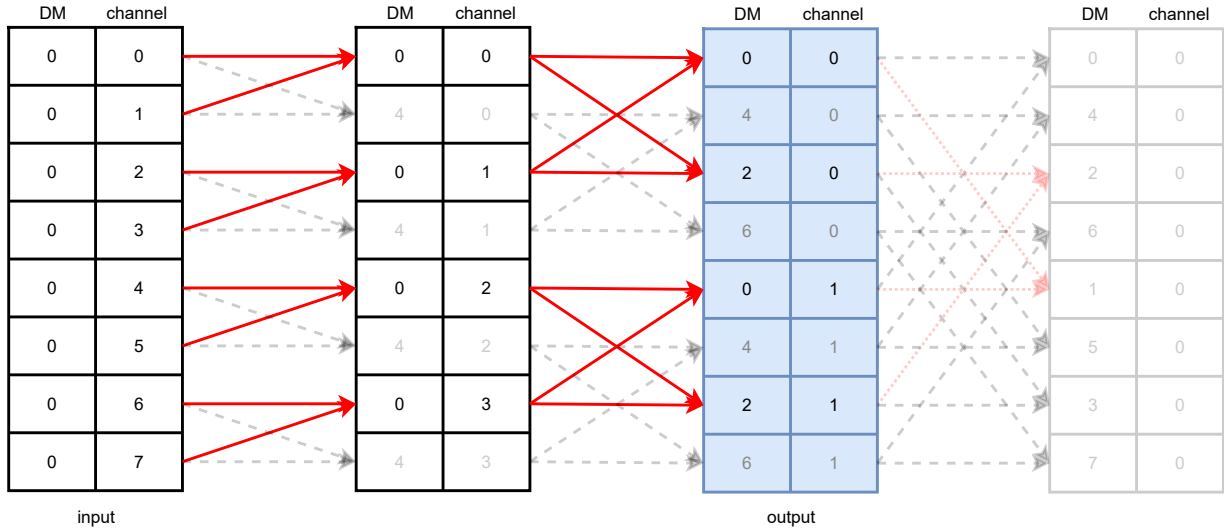 DM channel DM channel DM channel DM channel
0 0 0 0 0 0 0 0
0 1 4 0 4 0 4 0
0 2 0 1 2 0 2 0
0 3 4 1 6 0 6 0
0 4 0 2 0 1 1 0
0 5 4 2 4 1 5 0
0 6 0 3 2 1 3 0
0 7 4 3 6 1 7 0
input output